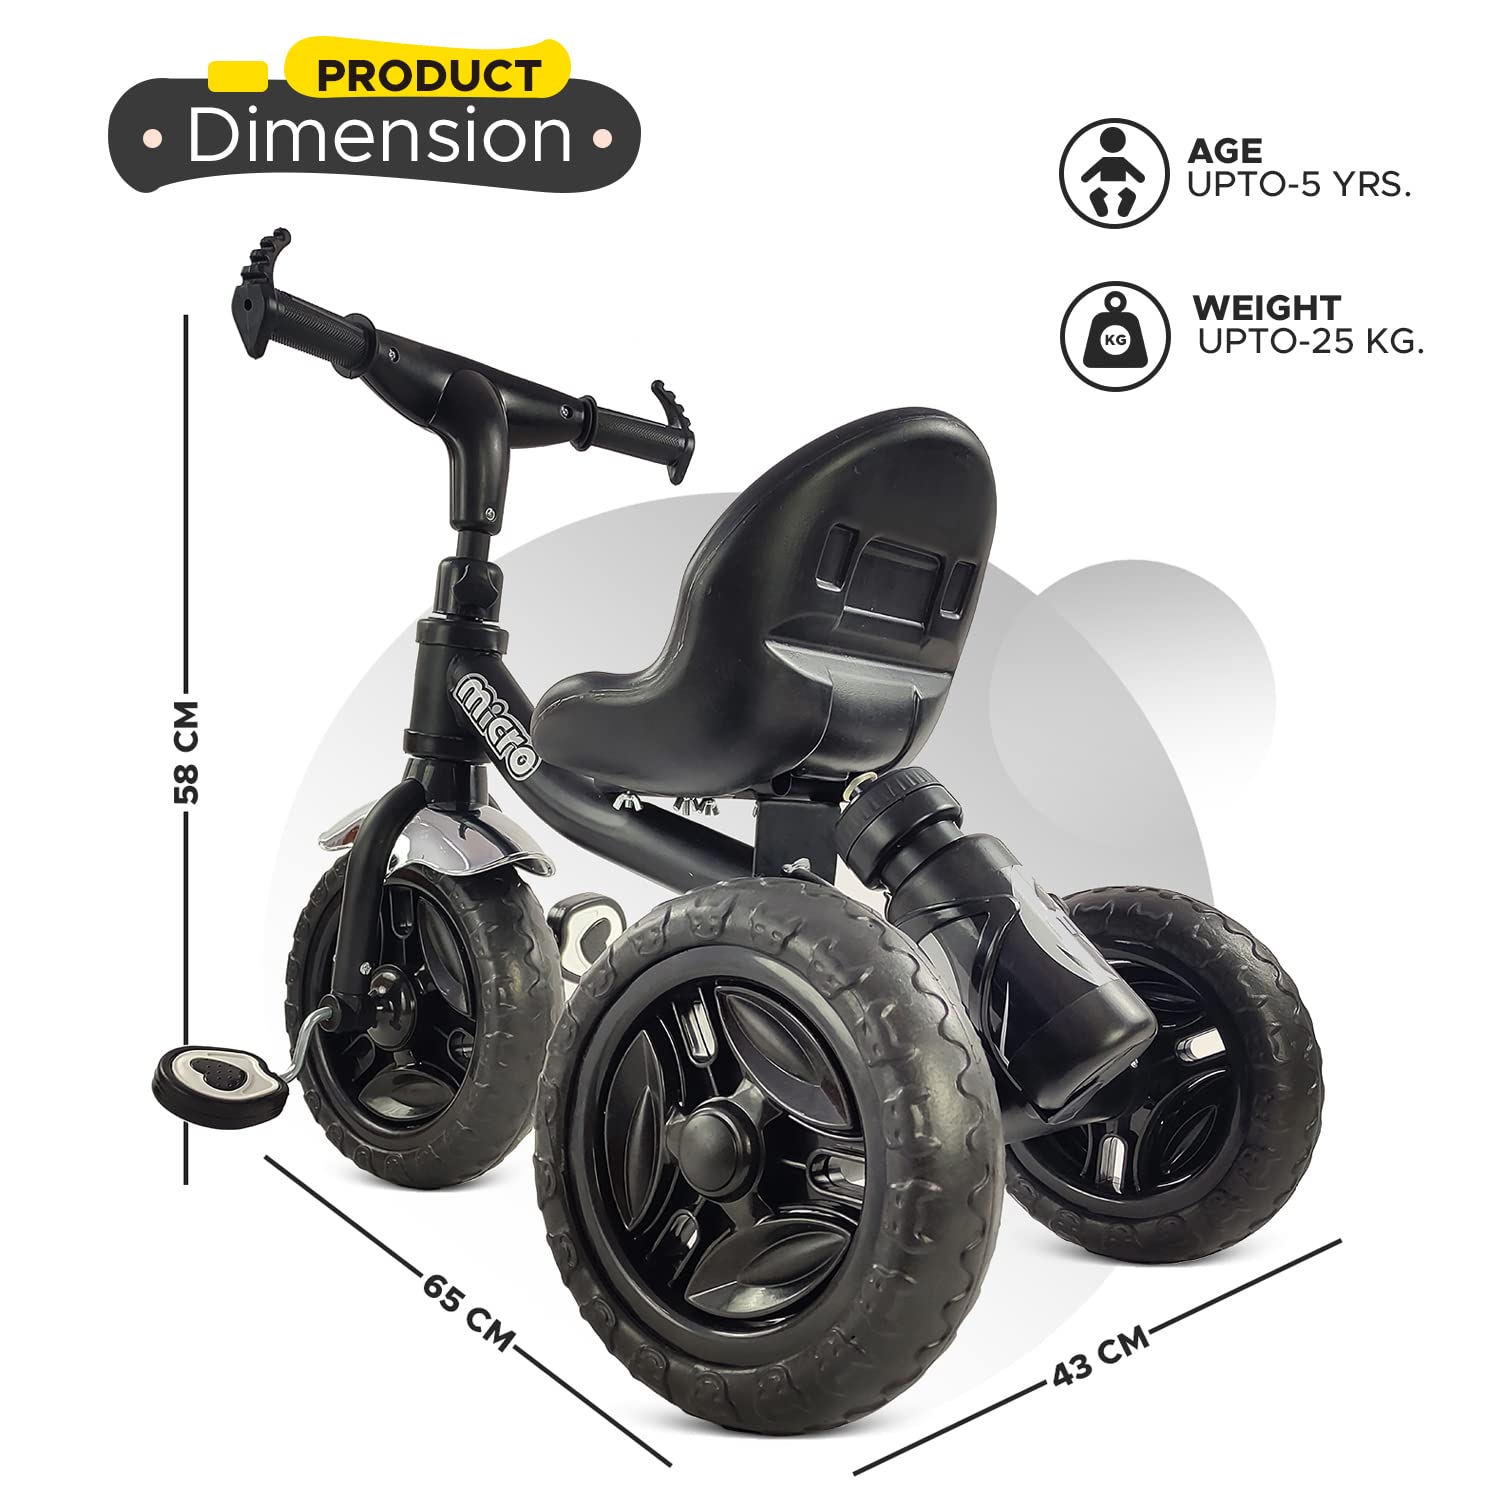 PRODUCT
Dimension
AGE
UPTO-5 YRS.
KG
WEIGHT
UPTO-25 KG.
58 CM
micro
65 CM
43 CM